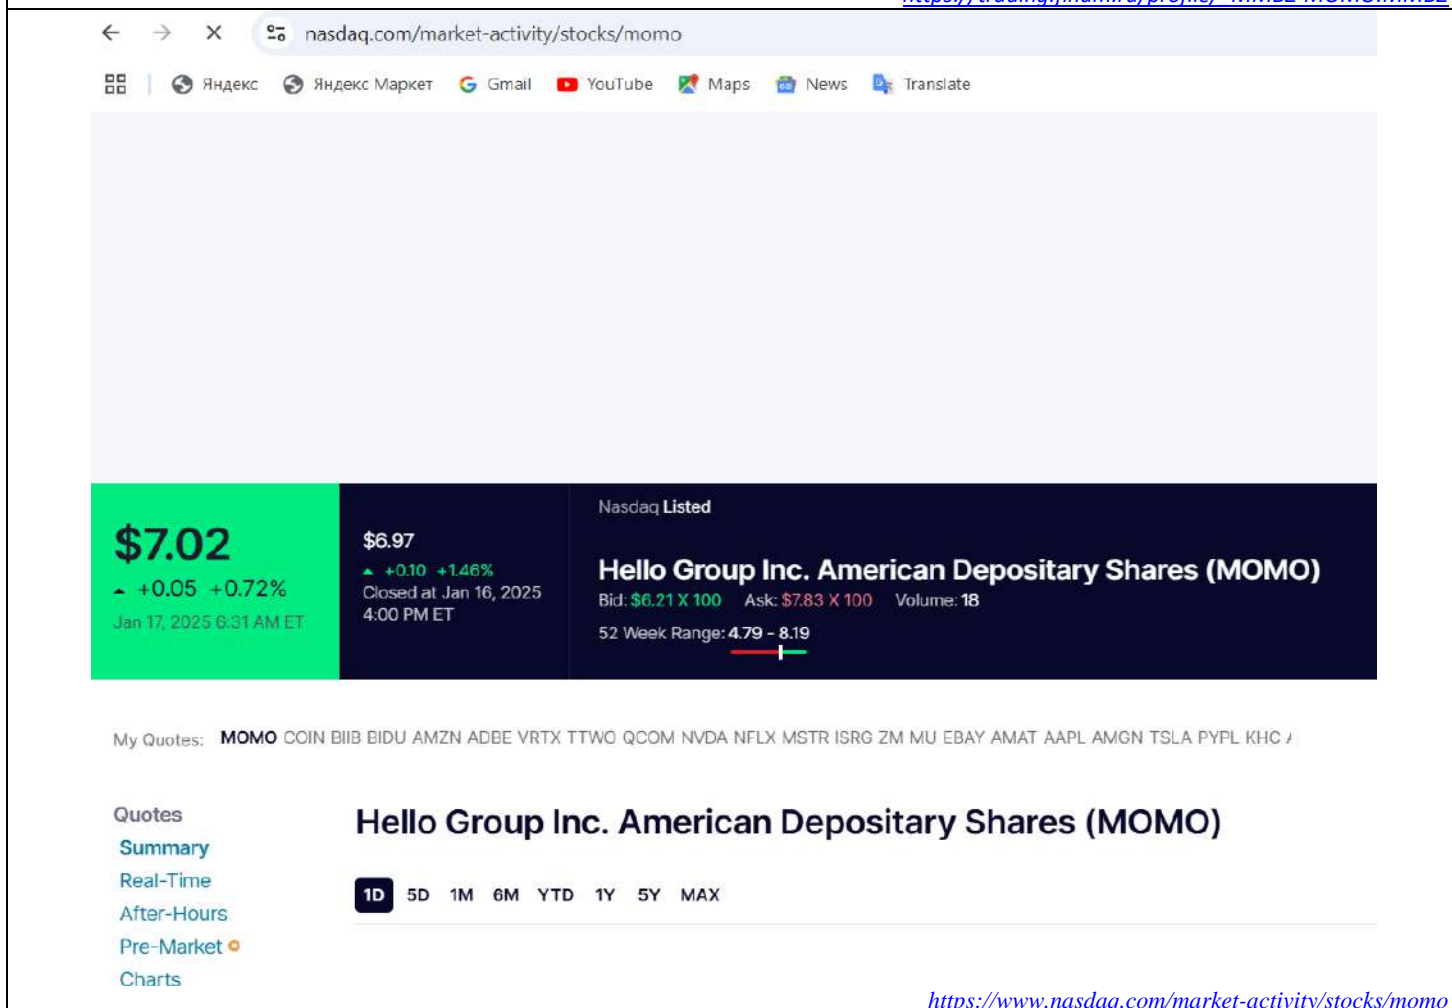 nasdaq.com/market-activity/stocks/momo
Яндекс Яндекс Маркет Gmail YouTube Maps News Translate
$7.02
+0.05 +0.72%
Jan 17, 2025 6:31 AM ET
$6.97
+0.10 +1.46%
Closed at Jan 16, 2025
4:00 PM ET
Nasdaq Listed
Hello Group Inc. American Depositary Shares (MOMO)
Bid: $6.21 X 100 Ask: $7.83 X 100 Volume: 18
52 Week Range: 4.79 - 8.19
My Quotes: MOMO COIN BIIB BIDU AMZN ADBE VRTX TTWO QCOM NVDA NFLX MSTR ISRG ZM MU EBAY AMAT AAPL AMGN TSLA PYPL KHC
Quotes
Summary
Real-Time
After-Hours
Pre-Market
Charts
Hello Group Inc. American Depositary Shares (MOMO)
1D 5D 1M 6M YTD 1Y 5Y MAX
https://www.nasdaq.com/market-activity/stocks/momo